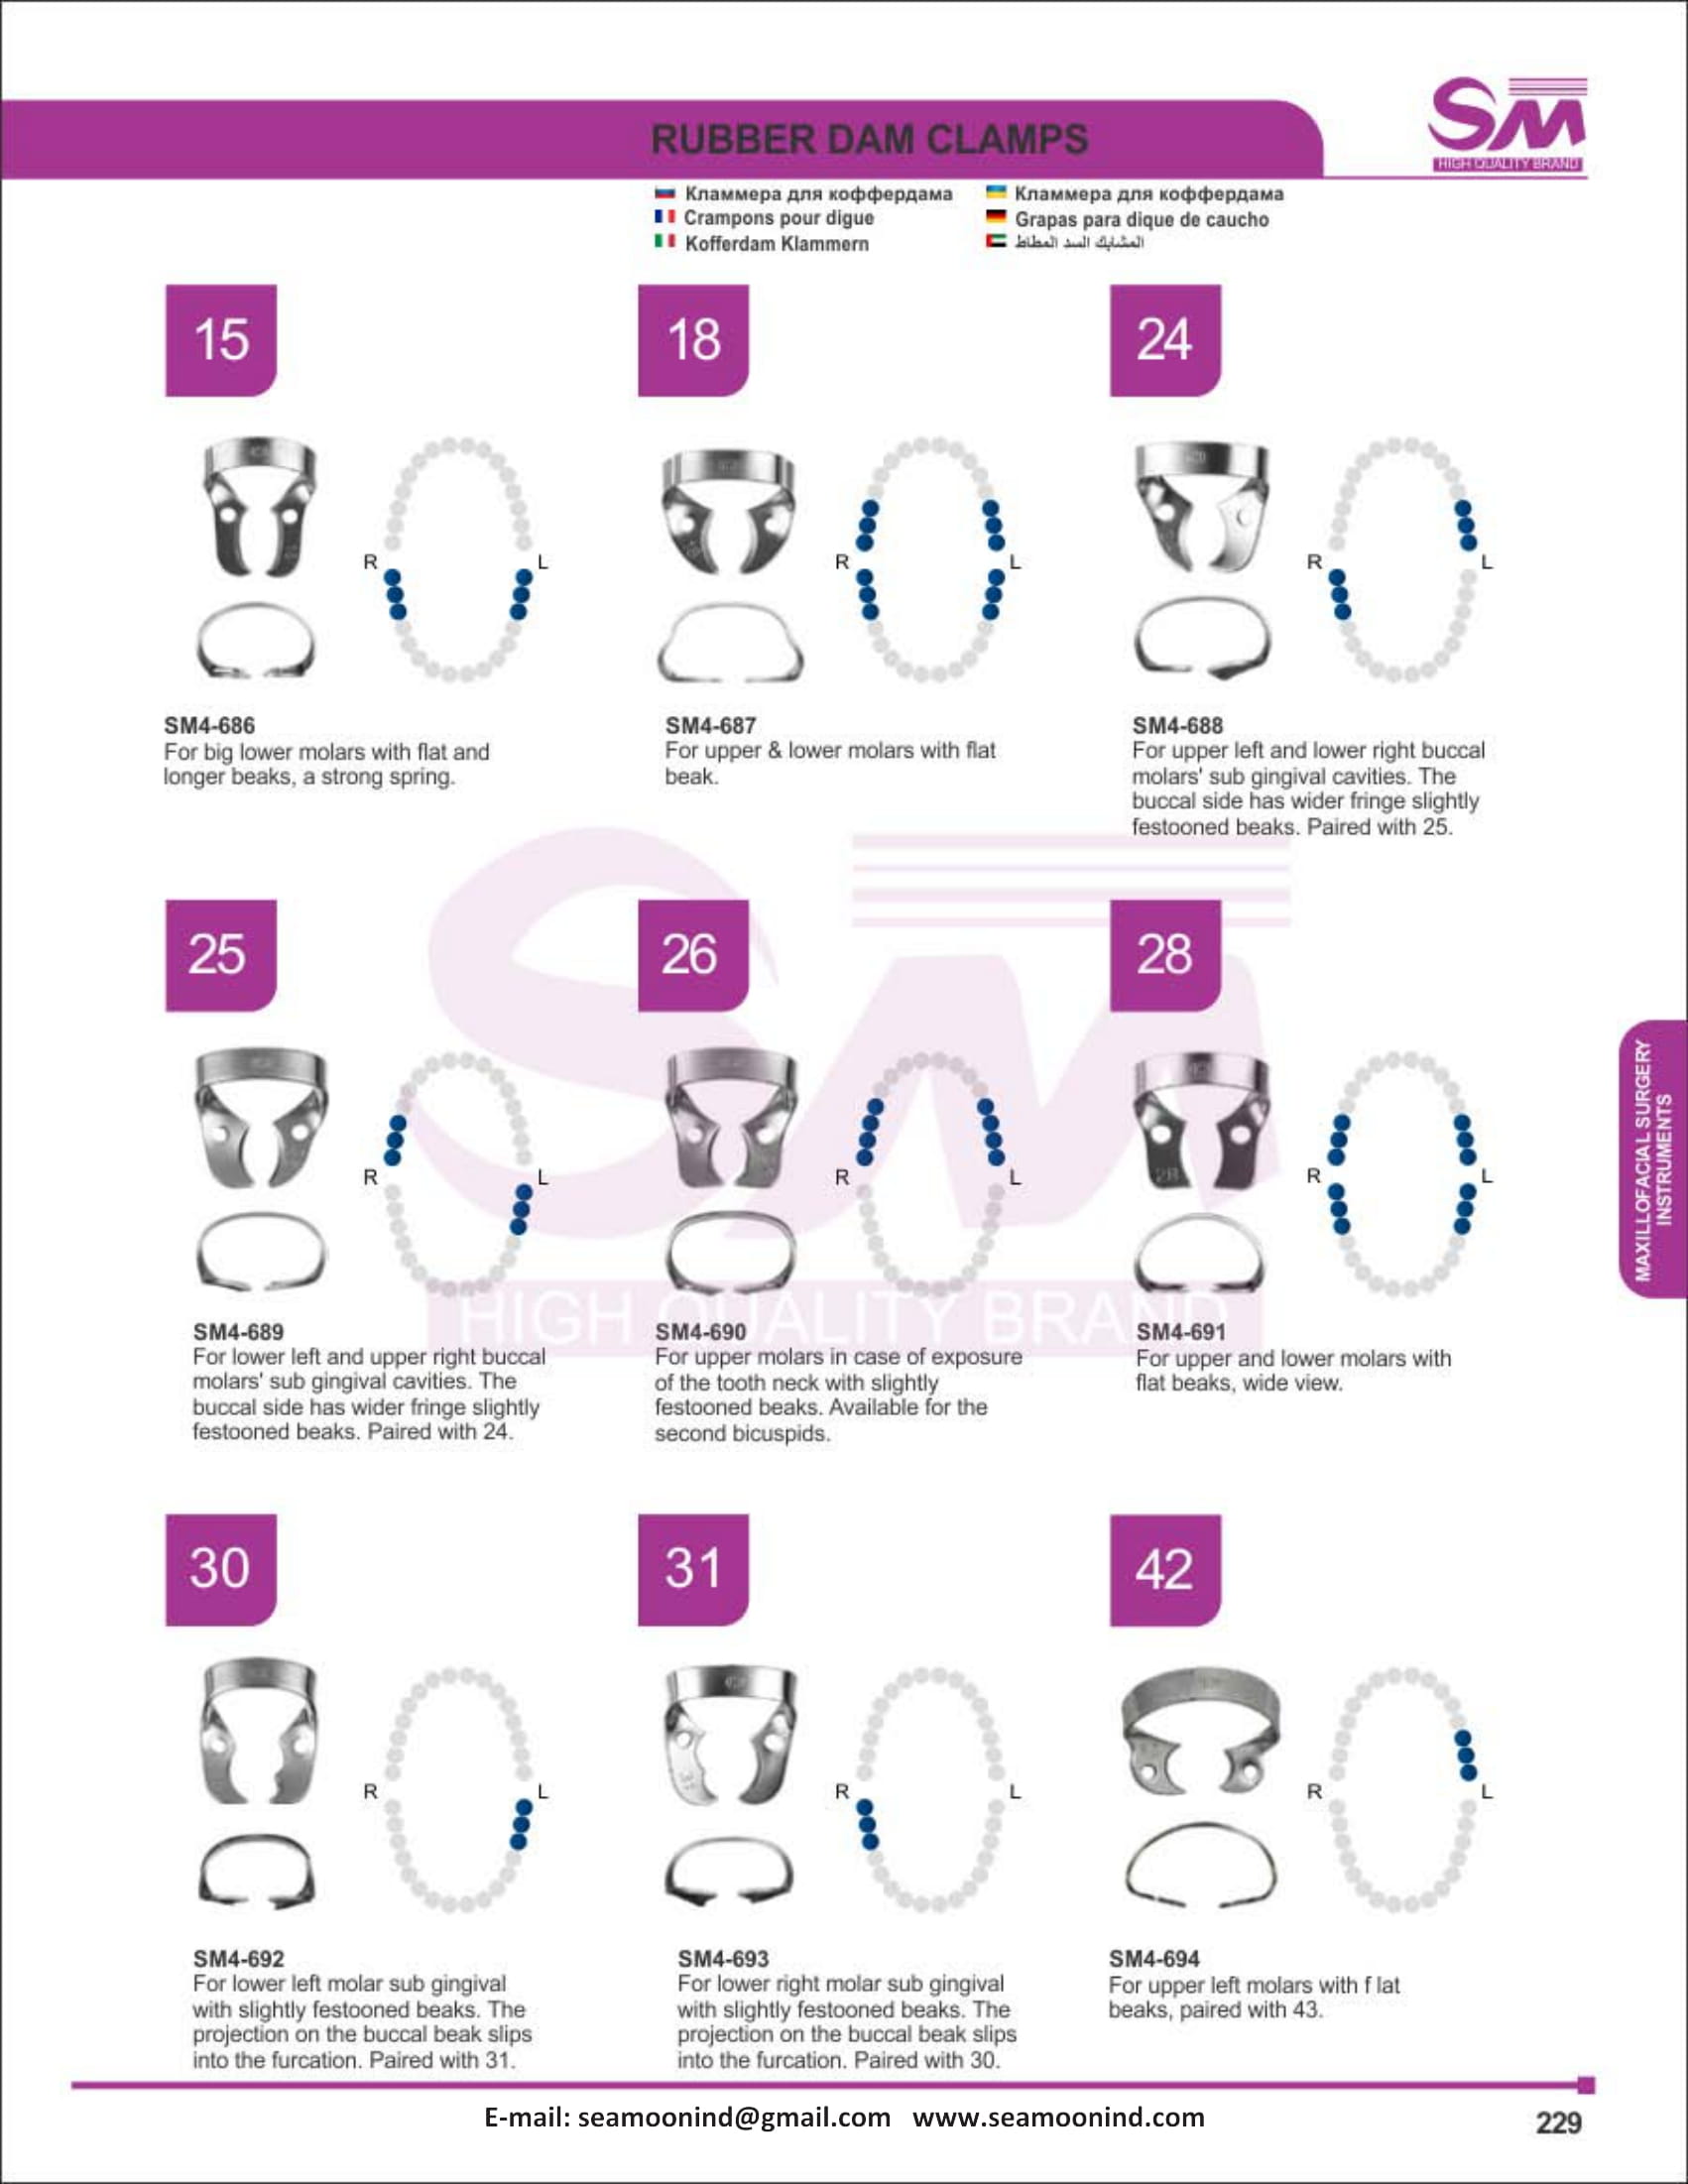 SM
HIGH QUALITY BRAND
RUBBER DAM CLAMPS
Кламмера для коффердама
Crampons pour digue
Kofferdam Klammern
Кламмера для коффердама
Grapas para dique de caucho
المشابك السد المطاط
15
R
L
SM4-686
For big lower molars with flat and
longer beaks, a strong spring.
18
R
L
SM4-687
For upper & lower molars with flat
beak.
24
R
L
SM4-688
For upper left and lower right buccal
molars' sub gingival cavities. The
buccal side has wider fringe slightly
festooned beaks. Paired with 25.
25
R
L
SM4-689
For lower left and upper right buccal
molars' sub gingival cavities. The
buccal side has wider fringe slightly
festooned beaks. Paired with 24.
26
R
L
SM4-690
For upper molars in case of exposure
of the tooth neck with slightly
festooned beaks. Available for the
second bicuspids.
28
28
R
L
SM4-691
For upper and lower molars with
flat beaks, wide view.
SM
HIGH QUALITY BRAND
MAXILLOFACIAL SURGERY
INSTRUMENTS
30
R
L
SM4-692
For lower left molar sub gingival
with slightly festooned beaks. The
projection on the buccal beak slips
into the furcation. Paired with 31.
31
31
R
L
SM4-693
For lower right molar sub gingival
with slightly festooned beaks. The
projection on the buccal beak slips
into the furcation. Paired with 30.
42
R
L
SM4-694
For upper left molars with f lat
beaks, paired with 43.
E-mail: seamoonind@gmail.com www.seamoonind.com
229